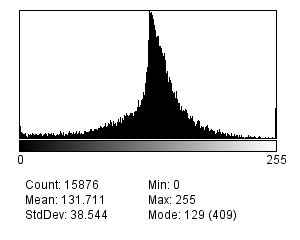 0 255
Count: 15876 Min: 0
Mean: 131.711 Max: 255
StdDev: 38.544 Mode: 129 (409)